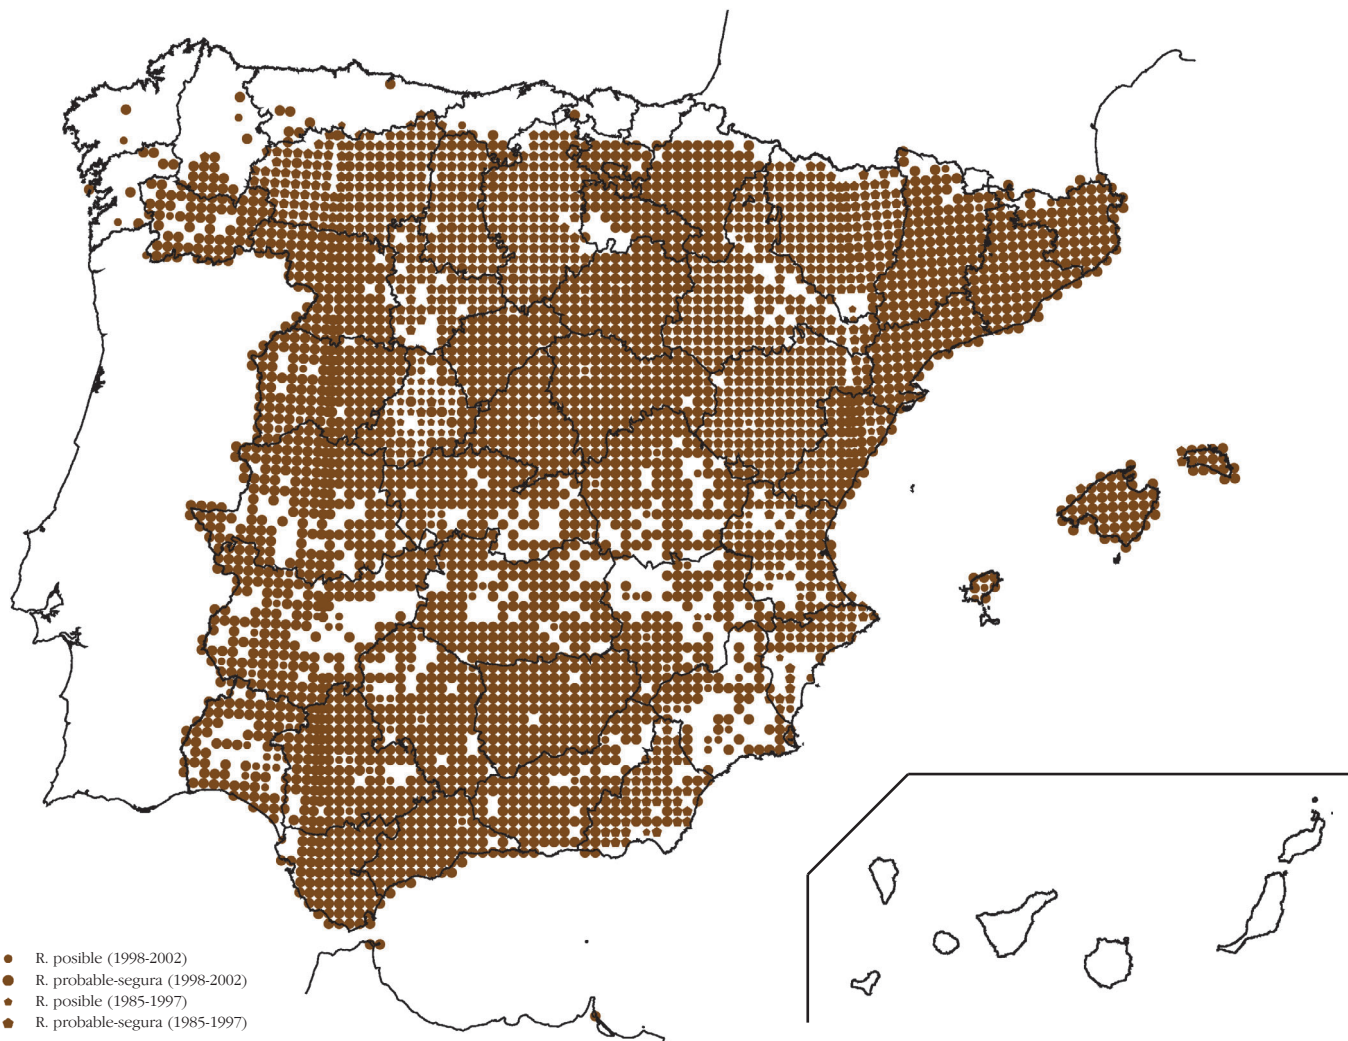 R. posible (1998-2002)
R. probable-segura (1998-2002)
R. posible (1985-1997)
R. probable-segura (1985-1997)